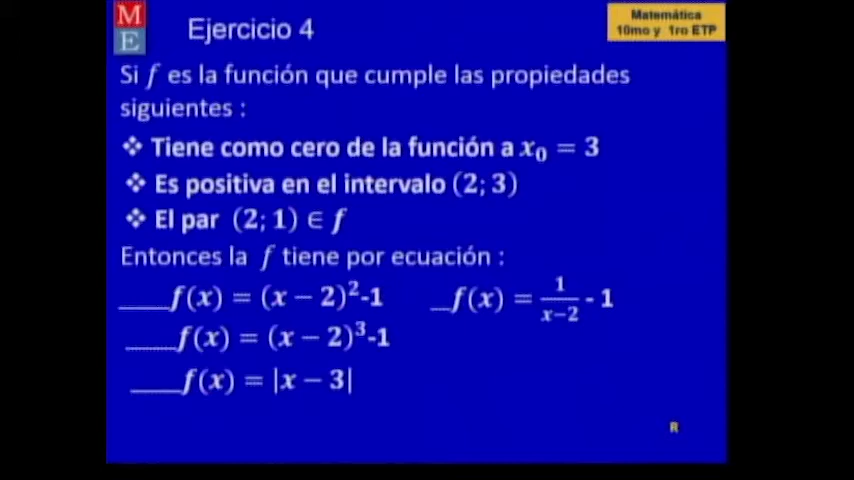 M
E
Ejercicio 4
Matemática
10mo y 1ro ETP
Si f es la función que cumple las propiedades
siguientes :
❖ Tiene como cero de la función a x₀ = 3
❖ Es positiva en el intervalo (2; 3)
❖ El par (2; 1) ∈ f
Entonces la f tiene por ecuación :
____f(x) = (x − 2)²-1 _f(x) = 1/(x−2) - 1
____f(x) = (x − 2)³-1
____f(x) = |x − 3|
R